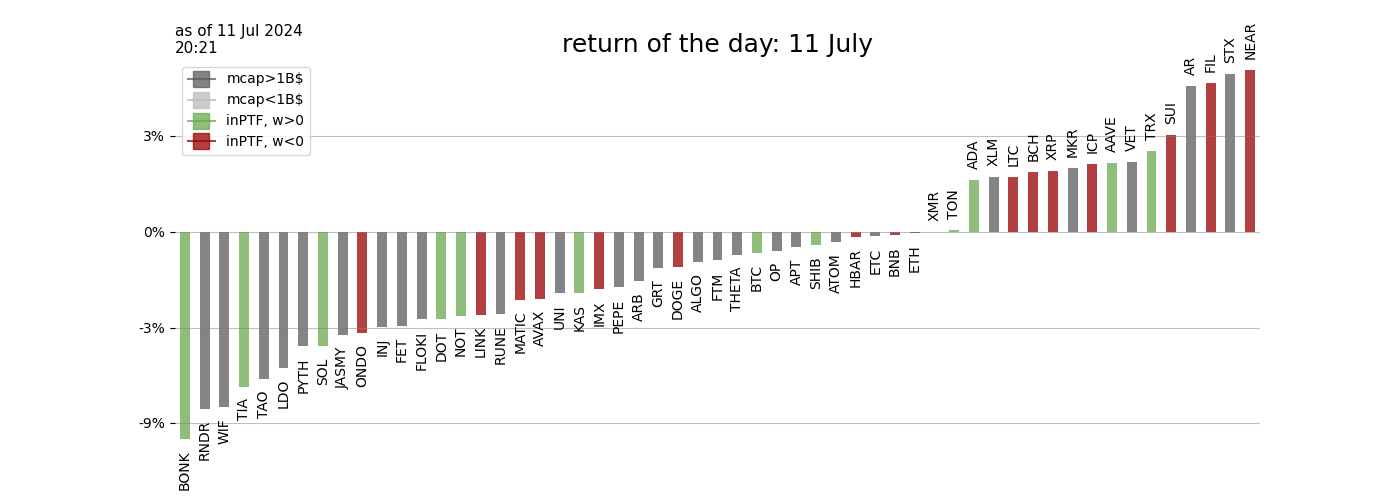 as of 11 Jul 2024
20:21
return of the day: 11 July
mcap>1B$
mcap<1B$
inPTF, w>0
inPTF, w<0
3%
0%
-3%
-9%
BONK
RNDR
WIF
TIA
TAO
LDO
PYTH
SOL
JASMY
ONDO
INJ
FET
FLOKI
DOT
NOT
LINK
RUNE
MATIC
AVAX
UNI
KAS
IMX
PEPE
ARB
GRT
DOGE
ALGO
FTM
THETA
BTC
OP
APT
SHIB
ATOM
HBAR
ETC
BNB
ETH
XMR
TON
ADA
XLM
LTC
BCH
XRP
MKR
ICP
AAVE
VET
TRX
SUI
AR
FIL
STX
NEAR